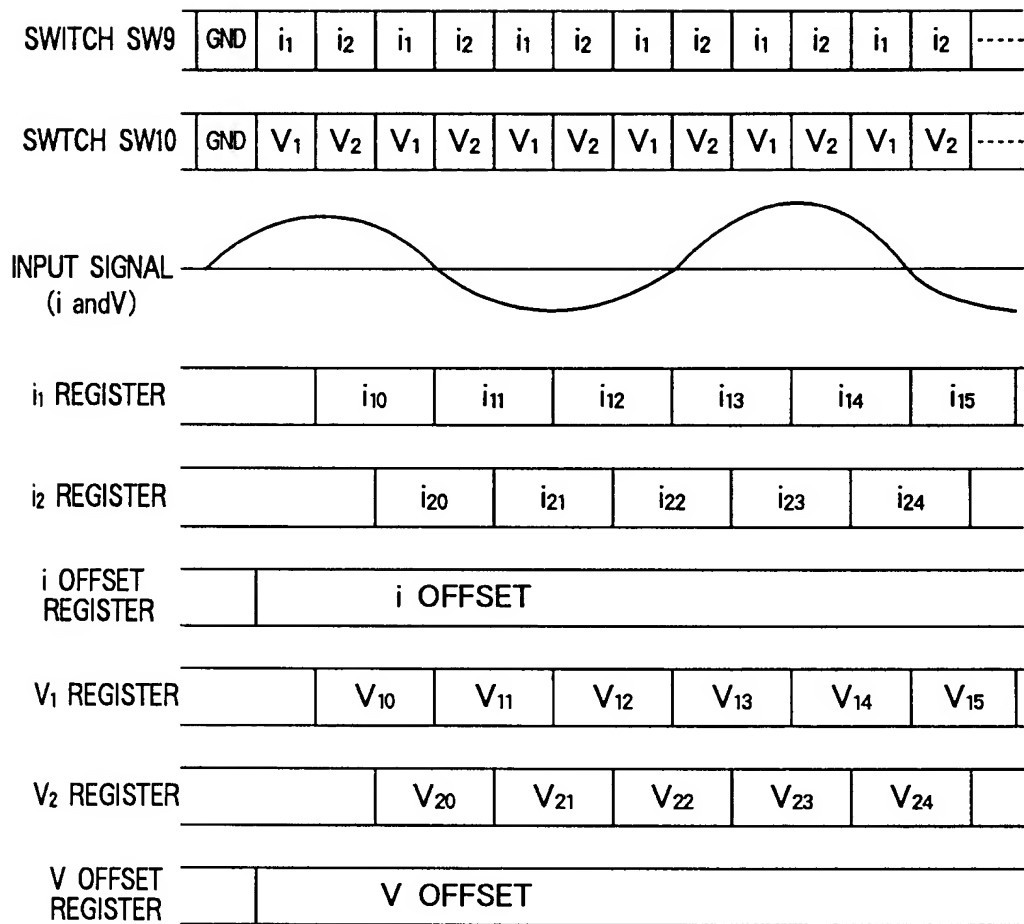 SWITCH SW9 GND i1 i2 i1 i2 i1 i2 i1 i2 i1 i2 i1 i2 -----
SWTCH SW10 GND V1 V2 V1 V2 V1 V2 V1 V2 V1 V2 V1 V2 -----
INPUT SIGNAL
(i andV)
i1 REGISTER i10 i11 i12 i13 i14 i15
i2 REGISTER i20 i21 i22 i23 i24
i OFFSET
REGISTER
i OFFSET
V1 REGISTER V10 V11 V12 V13 V14 V15
V2 REGISTER V20 V21 V22 V23 V24
V OFFSET
REGISTER
V OFFSET